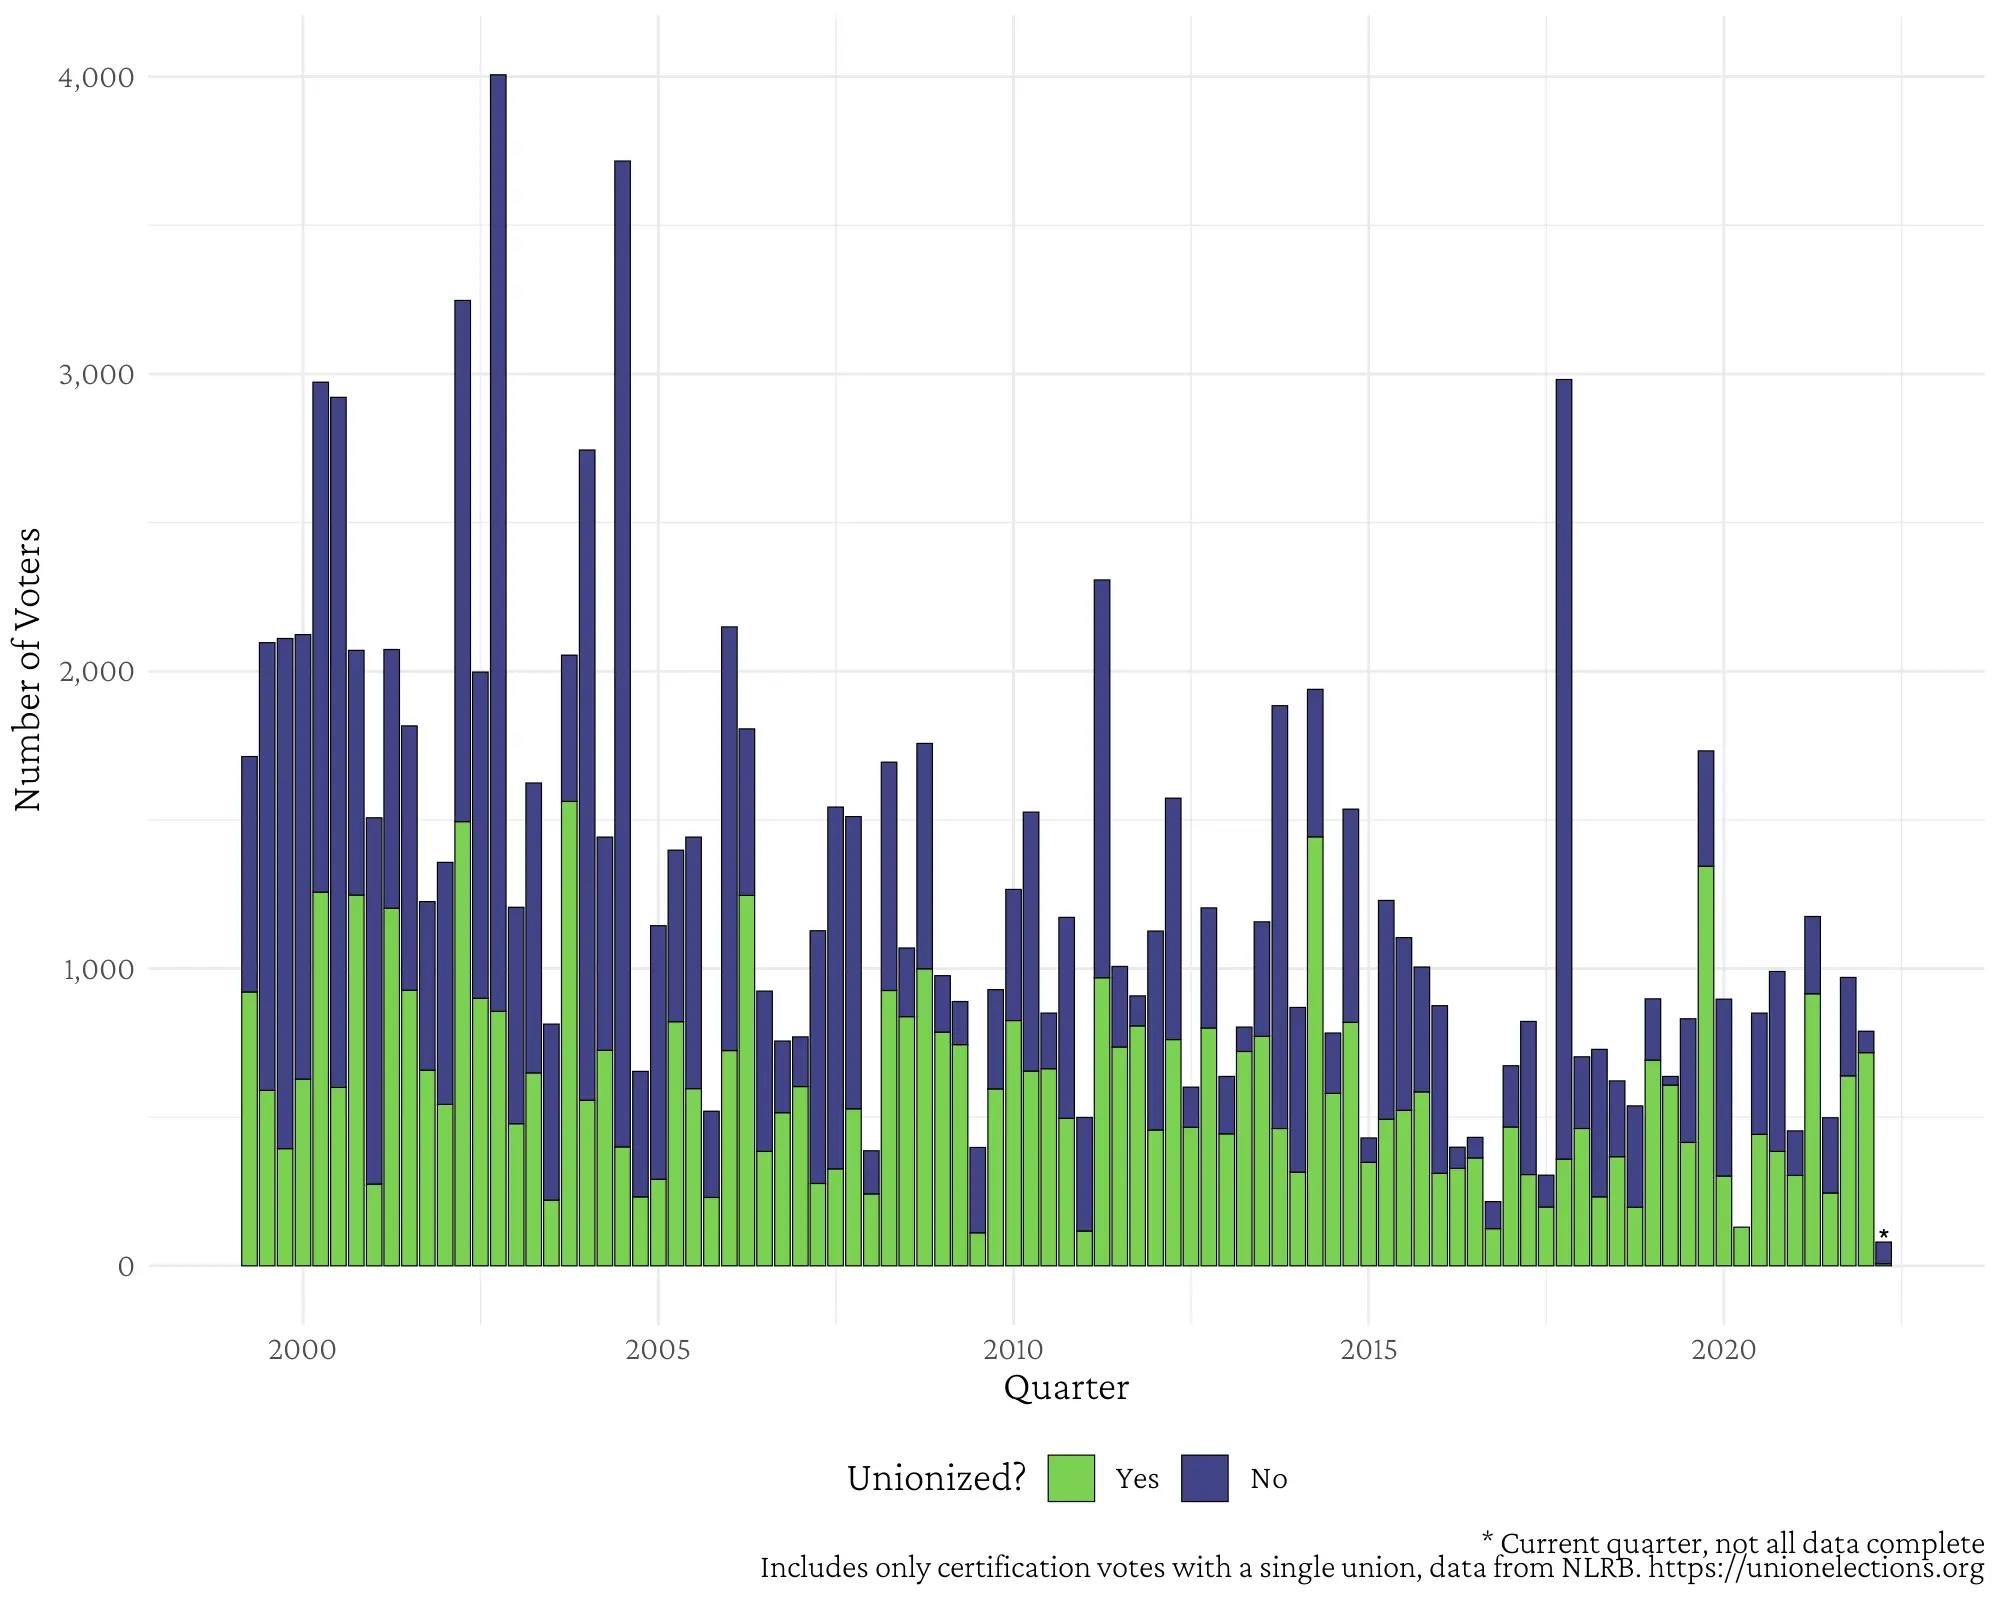 4,000
3,000
2,000
1,000
0
Number of Voters
*
2000 2005 2010 2015 2020
Quarter
Unionized? Yes No
* Current quarter, not all data complete
Includes only certification votes with a single union, data from NLRB. https://unionelections.org